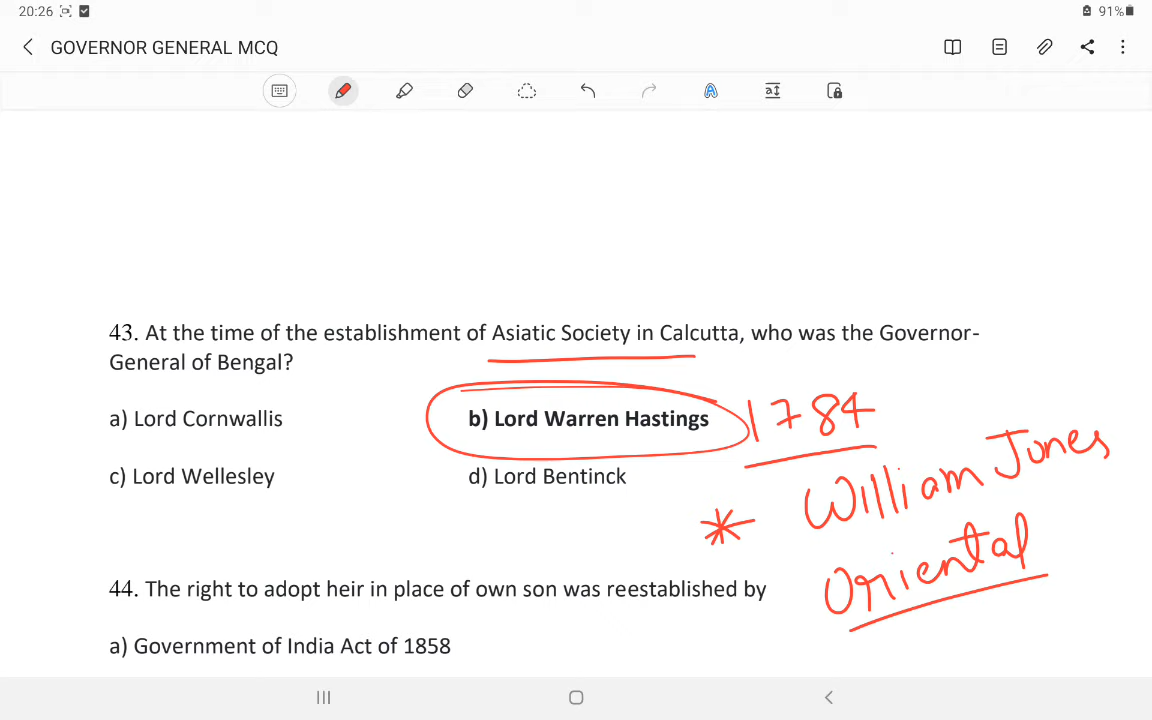 20:26 91%
GOVERNOR GENERAL MCQ
43. At the time of the establishment of Asiatic Society in Calcutta, who was the Governor-
General of Bengal?
a) Lord Cornwallis b) Lord Warren Hastings 1784
c) Lord Wellesley d) Lord Bentinck
* William Jones
Oriental
44. The right to adopt heir in place of own son was reestablished by
a) Government of India Act of 1858